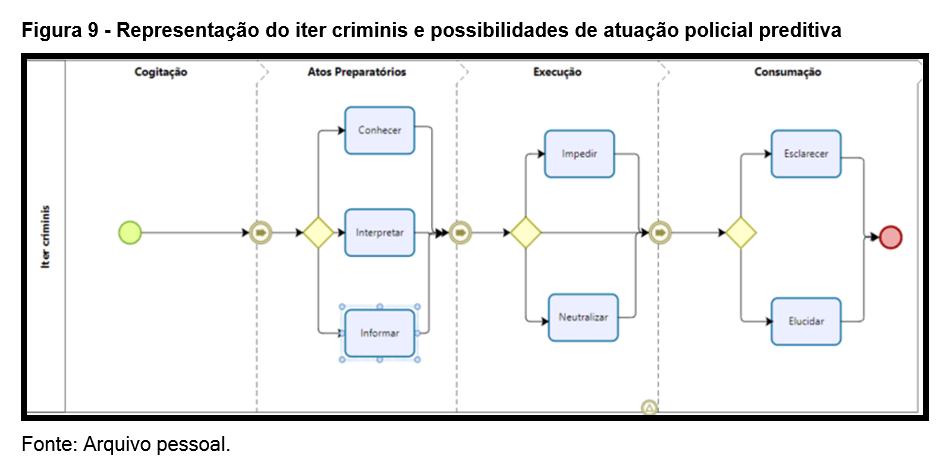 Figura 9 - Representação do iter criminis e possibilidades de atuação policial preditiva
Cogitação
Atos Preparatórios
Execução
Consumação
Iter criminis
Conhecer
Interpretar
Informar
Impedir
Neutralizar
Esclarecer
Elucidar
Fonte: Arquivo pessoal.